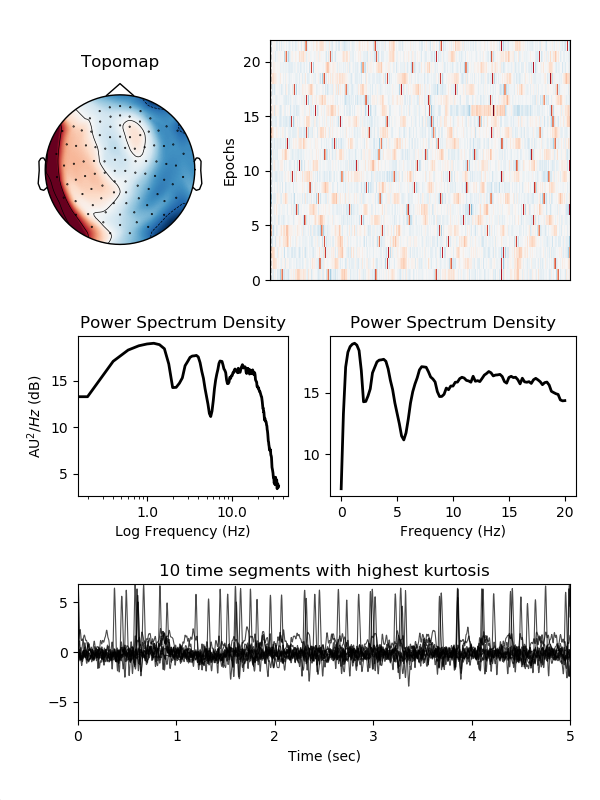 Topomap
Epochs
20
15
10
5
0
Power Spectrum Density
AU²/Hz (dB)
15
10
5
1.0
10.0
Log Frequency (Hz)
Power Spectrum Density
15
10
0
5
10
15
20
Frequency (Hz)
10 time segments with highest kurtosis
5
0
−5
0
1
2
3
4
5
Time (sec)